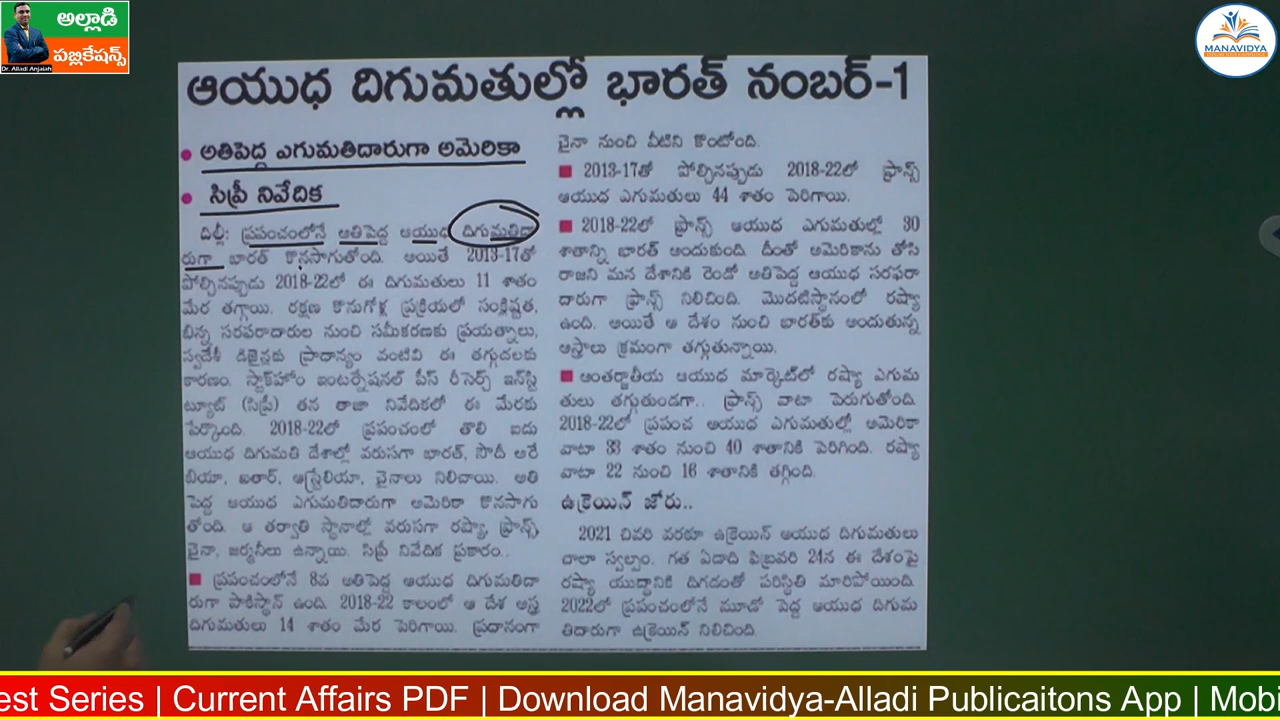 అల్లాడి
పబ్లికేషన్స్
Dr. Alladi Anjaiah
MANAVIDYA
ఆయుధ దిగుమతుల్లో భారత్ నంబర్-1
• అతిపెద్ద ఎగుమతిదారుగా అమెరికా
• సిప్రీ నివేదిక
దిల్లీ: ప్రపంచంలోనే అతిపెద్ద ఆయుధ దిగుమతిదా
రుగా భారత్ కొనసాగుతోంది. అయితే 2013-17తో
పోల్చినప్పుడు 2018-22లో ఈ దిగుమతులు 11 శాతం
మేర తగ్గాయి. రక్షణ కొనుగోళ్ల ప్రక్రియలో సంక్లిష్టత,
భిన్న సరఫరాదారుల నుంచి సమీకరణకు ప్రయత్నాలు,
స్వదేశీ డిజైన్లకు ప్రాధాన్యం వంటివి ఈ తగ్గుదలకు
కారణం. స్టాక్‌హోం ఇంటర్నేషనల్ పీస్ రీసెర్చ్ ఇన్‌స్టి
ట్యూట్ (సిప్రీ) తన తాజా నివేదికలో ఈ మేరకు
పేర్కొంది. 2018-22లో ప్రపంచంలో తొలి ఐదు
ఆయుధ దిగుమతి దేశాల్లో వరుసగా భారత్, సౌదీ అరే
బియా, ఖతార్, ఆస్ట్రేలియా, చైనాలు నిలిచాయి. అతి
పెద్ద ఆయుధ ఎగుమతిదారుగా అమెరికా కొనసాగు
తోంది. ఆ తర్వాతి స్థానాల్లో వరుసగా రష్యా, ఫ్రాన్స్,
చైనా, జర్మనీలు ఉన్నాయి. సిప్రీ నివేదిక ప్రకారం..
■ ప్రపంచంలోనే 8వ అతిపెద్ద ఆయుధ దిగుమతిదా
రుగా పాకిస్థాన్ ఉంది. 2018-22 కాలంలో ఆ దేశ అస్త్ర
దిగుమతులు 14 శాతం మేర పెరిగాయి. ప్రధానంగా
చైనా నుంచి వీటిని కొంటోంది.
■ 2013-17తో పోల్చినప్పుడు 2018-22లో ఫ్రాన్స్
ఆయుధ ఎగుమతులు 44 శాతం పెరిగాయి.
■ 2018-22లో ఫ్రాన్స్ ఆయుధ ఎగుమతుల్లో 30
శాతాన్ని భారత్ అందుకుంది. దీంతో అమెరికాను తోసి
రాజని మన దేశానికి రెండో అతిపెద్ద ఆయుధ సరఫరా
దారుగా ఫ్రాన్స్ నిలిచింది. మొదటిస్థానంలో రష్యా
ఉంది. అయితే ఆ దేశం నుంచి భారత్‌కు అందుతున్న
అస్త్రాలు క్రమంగా తగ్గుతున్నాయి.
■ అంతర్జాతీయ ఆయుధ మార్కెట్‌లో రష్యా ఎగుమ
తులు తగ్గుతుండగా.. ఫ్రాన్స్ వాటా పెరుగుతోంది.
2018-22లో ప్రపంచ ఆయుధ ఎగుమతుల్లో అమెరికా
వాటా 33 శాతం నుంచి 40 శాతానికి పెరిగింది. రష్యా
వాటా 22 నుంచి 16 శాతానికి తగ్గింది.
ఉక్రెయిన్ జోరు..
2021 చివరి వరకూ ఉక్రెయిన్ ఆయుధ దిగుమతులు
చాలా స్వల్పం. గత ఏడాది ఫిబ్రవరి 24న ఈ దేశంపై
రష్యా యుద్ధానికి దిగడంతో పరిస్థితి మారిపోయింది.
2022లో ప్రపంచంలోనే మూడో పెద్ద ఆయుధ దిగుమ
తిదారుగా ఉక్రెయిన్ నిలిచింది.
est Series | Current Affairs PDF | Download Manavidya-Alladi Publicaitons App | Mobi